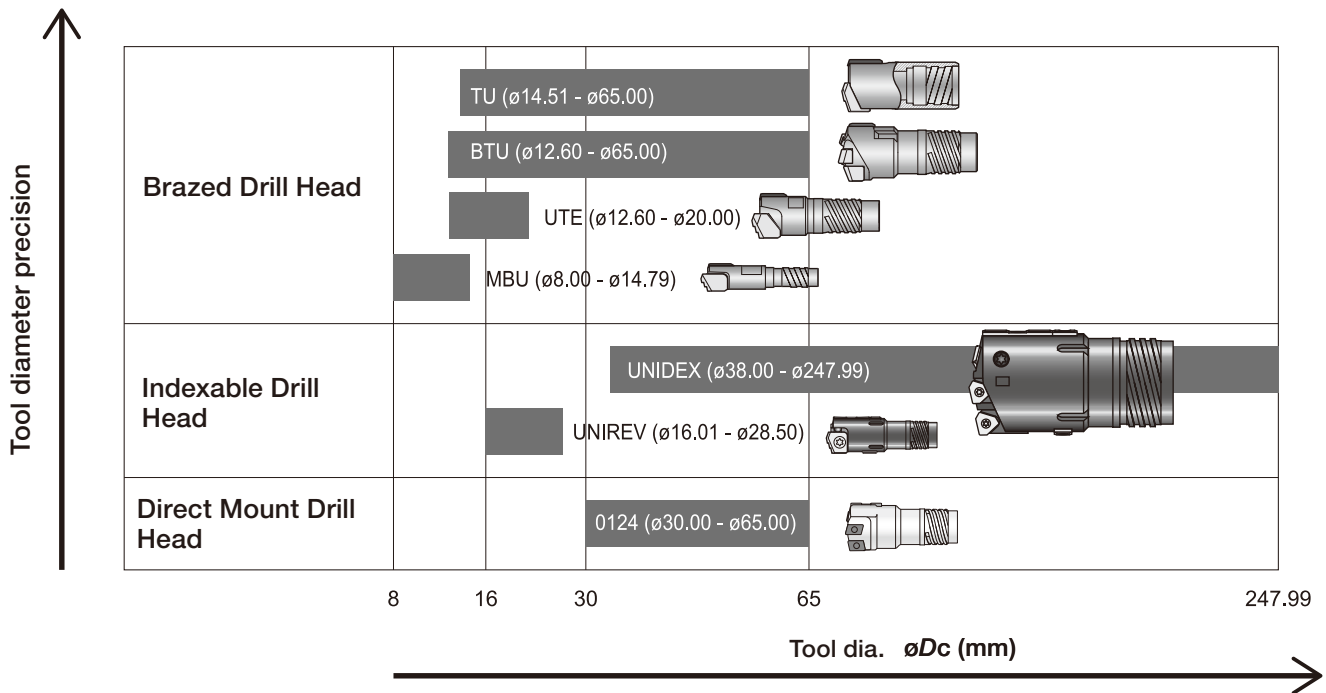 Tool diameter precision
Brazed Drill Head
TU (ø14.51 - ø65.00)
BTU (ø12.60 - ø65.00)
UTE (ø12.60 - ø20.00)
MBU (ø8.00 - ø14.79)
Indexable Drill
Head
UNIDEX (ø38.00 - ø247.99)
UNIREV (ø16.01 - ø28.50)
Direct Mount Drill
Head
0124 (ø30.00 - ø65.00)
8 16 30 65 247.99
Tool dia. øDc (mm)